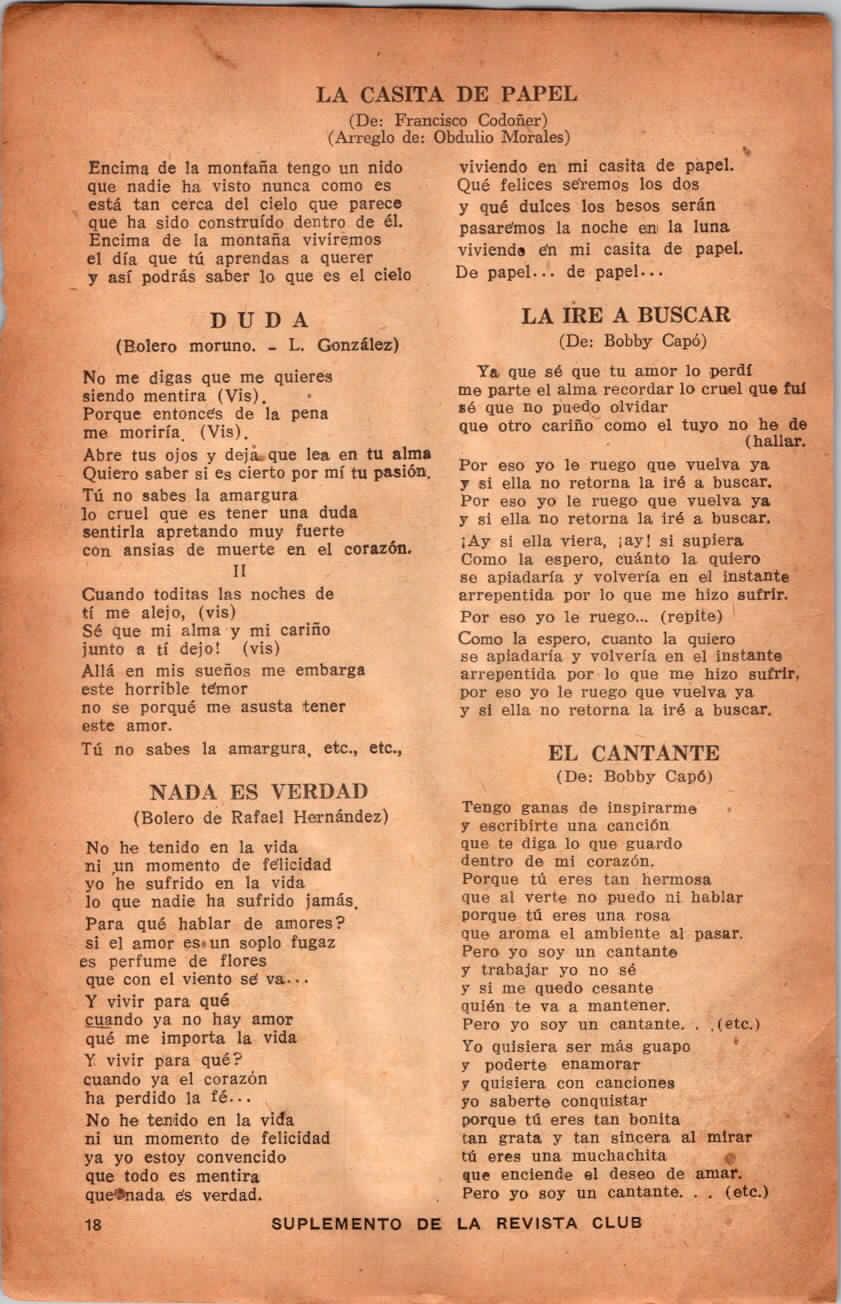 LA CASITA DE PAPEL
(De: Francisco Codoñer)
(Arreglo de: Obdulio Morales)
Encima de la montaña tengo un nido
que nadie ha visto nunca como es
está tan cerca del cielo que parece
que ha sido construído dentro de él.
Encima de la montaña viviremos
el día que tú aprendas a querer
y así podrás saber lo que es el cielo
viviendo en mi casita de papel.
Qué felices seremos los dos
y qué dulces los besos serán
pasaremos la noche en la luna
viviendo en mi casita de papel.
De papel... de papel...
DUDA
(Bolero moruno. - L. González)
No me digas que me quieres
siendo mentira (Vis).
Porque entonces de la pena
me moriría. (Vis).
Abre tus ojos y deja que lea en tu alma
Quiero saber si es cierto por mí tu pasión.
Tú no sabes la amargura
lo cruel que es tener una duda
sentirla apretando muy fuerte
con ansias de muerte en el corazón.
II
Cuando toditas las noches de
tí me alejo, (vis)
Sé que mi alma y mi cariño
junto a tí dejo! (vis)
Allá en mis sueños me embarga
este horrible temor
no se porqué me asusta tener
este amor.
Tú no sabes la amargura, etc., etc.,
NADA ES VERDAD
(Bolero de Rafael Hernández)
No he tenido en la vida
ni un momento de felicidad
yo he sufrido en la vida
lo que nadie ha sufrido jamás.
Para qué hablar de amores?
si el amor es un soplo fugaz
es perfume de flores
que con el viento se va...
Y vivir para qué
cuando ya no hay amor
qué me importa la vida
Y vivir para qué?
cuando ya el corazón
ha perdido la fé...
No he tenido en la vida
ni un momento de felicidad
ya yo estoy convencido
que todo es mentira
que nada es verdad.
LA IRE A BUSCAR
(De: Bobby Capó)
Ya que sé que tu amor lo perdí
me parte el alma recordar lo cruel que fuí
sé que no puedo olvidar
que otro cariño como el tuyo no he de
(hallar.
Por eso yo le ruego que vuelva ya
y si ella no retorna la iré a buscar.
Por eso yo le ruego que vuelva ya
y si ella no retorna la iré a buscar.
¡Ay si ella viera, ¡ay! si supiera
Como la espero, cuánto la quiero
se apiadaría y volvería en el instante
arrepentida por lo que me hizo sufrir.
Por eso yo le ruego... (repite)
Como la espero, cuanto la quiero
se apiadaría y volvería en el instante
arrepentida por lo que me hizo sufrir,
por eso yo le ruego que vuelva ya
y si ella no retorna la iré a buscar.
EL CANTANTE
(De: Bobby Capó)
Tengo ganas de inspirarme
y escribirte una canción
que te diga lo que guardo
dentro de mi corazón.
Porque tú eres tan hermosa
que al verte no puedo ni hablar
porque tú eres una rosa
que aroma el ambiente al pasar.
Pero yo soy un cantante
y trabajar yo no sé
y si me quedo cesante
quién te va a mantener.
Pero yo soy un cantante. . .(etc.)
Yo quisiera ser más guapo
y poderte enamorar
y quisiera con canciones
yo saberte conquistar
porque tú eres tan bonita
tan grata y tan sincera al mirar
tú eres una muchachita
que enciende el deseo de amar.
Pero yo soy un cantante. . . (etc.)
18 SUPLEMENTO DE LA REVISTA CLUB